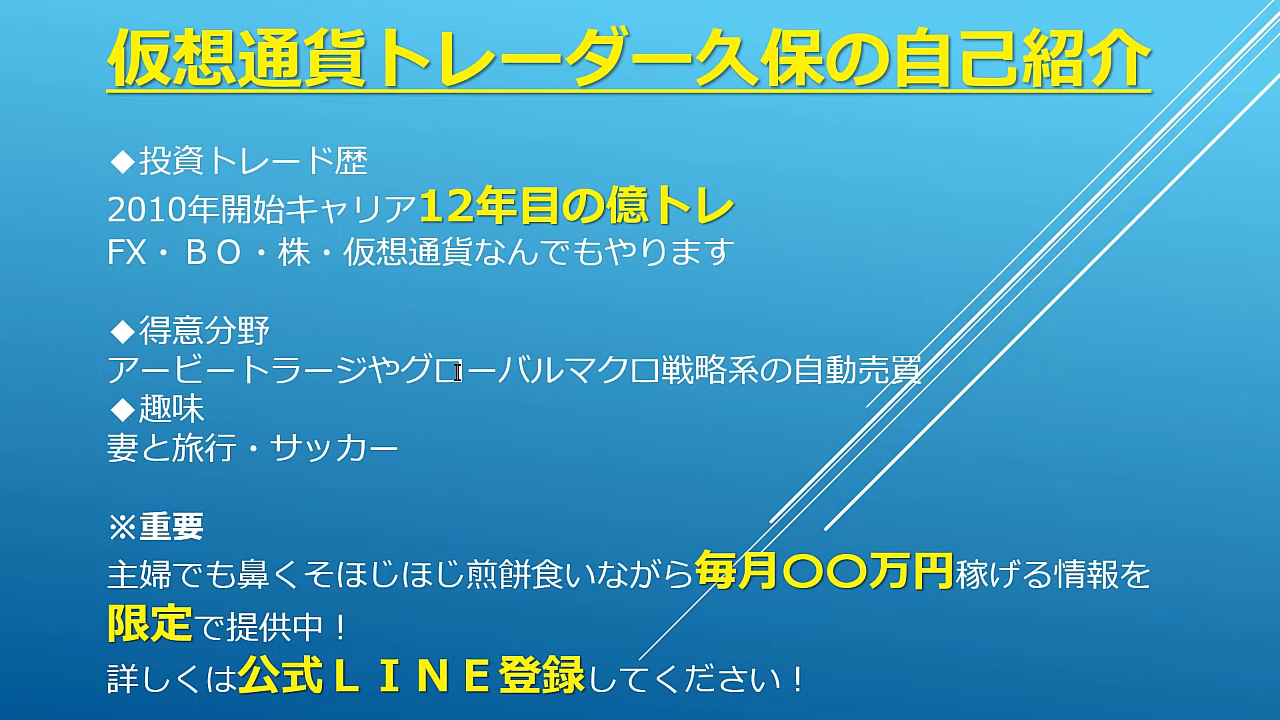 仮想通貨トレーダー久保の自己紹介
◆投資トレード歴
2010年開始キャリア12年目の億トレ
FX・ＢＯ・株・仮想通貨なんでもやります
◆得意分野
アービートラージやグローバルマクロ戦略系の自動売買
◆趣味
妻と旅行・サッカー
※重要
主婦でも鼻くそほじほじ煎餅食いながら毎月〇〇万円稼げる情報を
限定で提供中！
詳しくは公式ＬＩＮＥ登録してください！